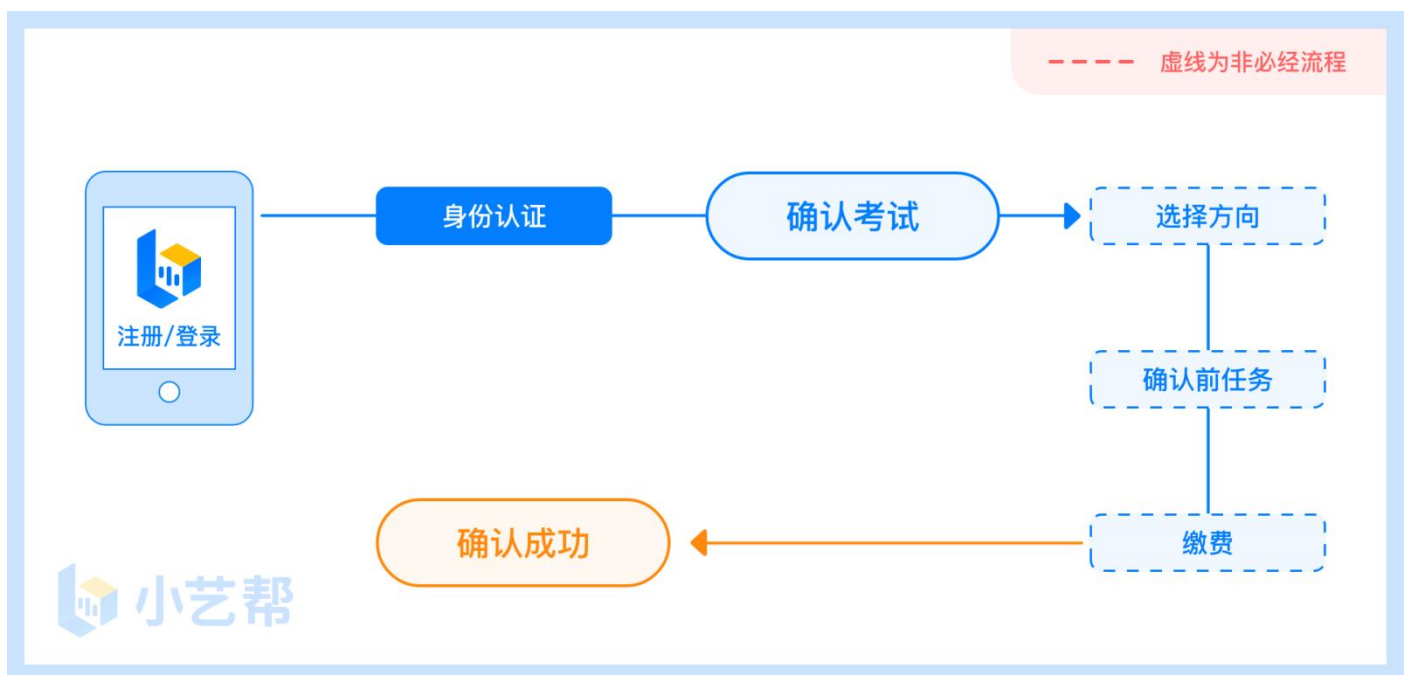 虚线为非必经流程
身份认证
确认考试
选择方向
注册/登录
确认前任务
确认成功
缴费
小艺帮